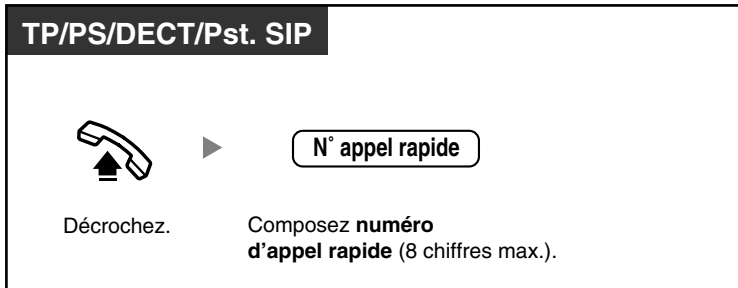 TP/PS/DECT/Pst. SIP
N° appel rapide
Décrochez.
Composez numéro
d'appel rapide (8 chiffres max.).